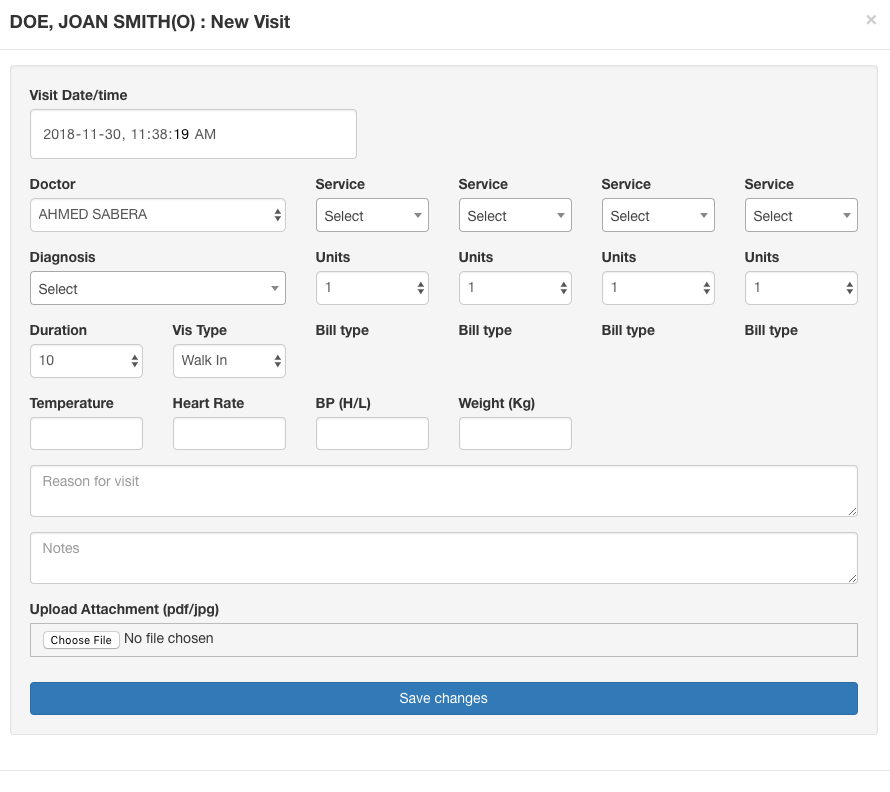 DOE, JOAN SMITH(O) : New Visit ×
Visit Date/time
2018-11-30, 11:38:19 AM
Doctor Service Service Service Service
AHMED SABERA Select Select Select Select
Diagnosis Units Units Units Units
Select 1 1 1 1
Duration Vis Type Bill type Bill type Bill type Bill type
10 Walk In
Temperature Heart Rate BP (H/L) Weight (Kg)
Reason for visit
Notes
Upload Attachment (pdf/jpg)
Choose File No file chosen
Save changes